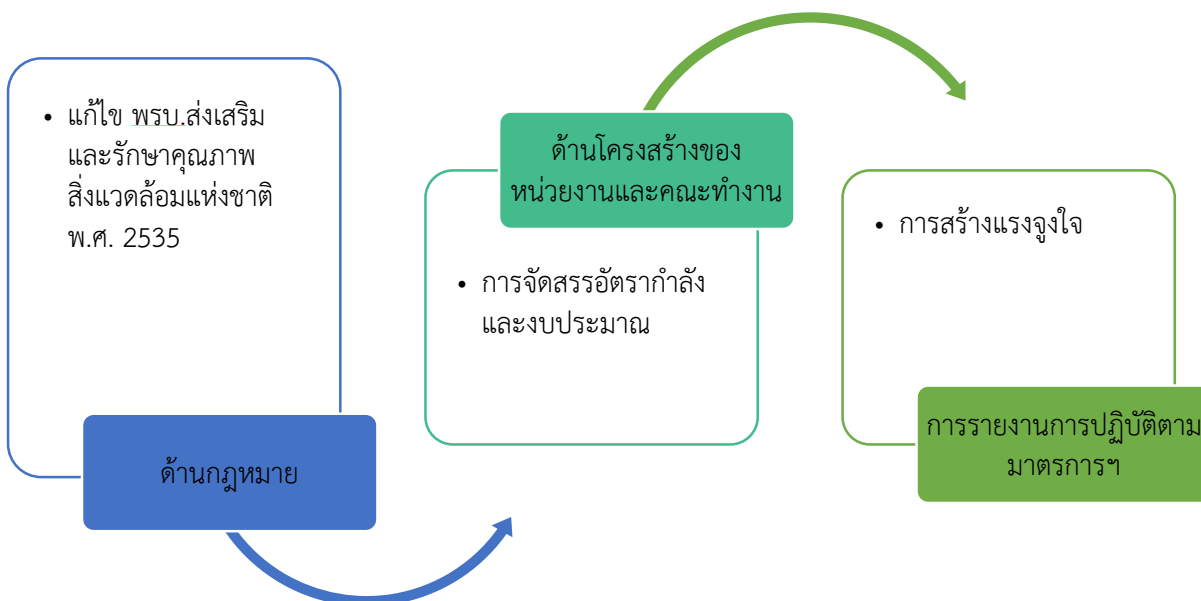 • แก้ไข พรบ.ส่งเสริม
และรักษาคุณภาพ
สิ่งแวดล้อมแห่งชาติ
พ.ศ. 2535
ด้านกฎหมาย
ด้านโครงสร้างของ
หน่วยงานและคณะทำงาน
• การจัดสรรอัตรากำลัง
และงบประมาณ
• การสร้างแรงจูงใจ
การรายงานการปฏิบัติตาม
มาตรการฯ